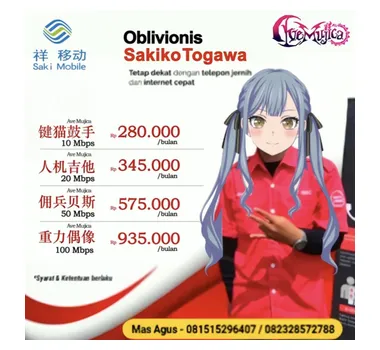 祥 移动
Saki Mobile
Oblivionis
Sakiko Togawa
Tetap dekat dengan telepon jernih
dan internet cepat
Ave Mujica
Ave Mujica
键猫鼓手
10 Mbps
Rp 280.000
/bulan
Ave Mujica
人机吉他
20 Mbps
Rp 345.000
/bulan
Ave Mujica
佣兵贝斯
50 Mbps
Rp 575.000
/bulan
Ave Mujica
重力偶像
100 Mbps
Rp 935.000
/bulan
*Syarat & Ketentuan berlaku
Mas Agus - 081515296407 / 082328572788